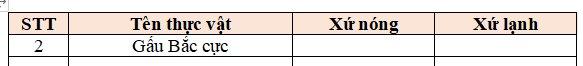 STT Tên thực vật Xứ nóng Xứ lạnh
2 Gấu Bắc cực